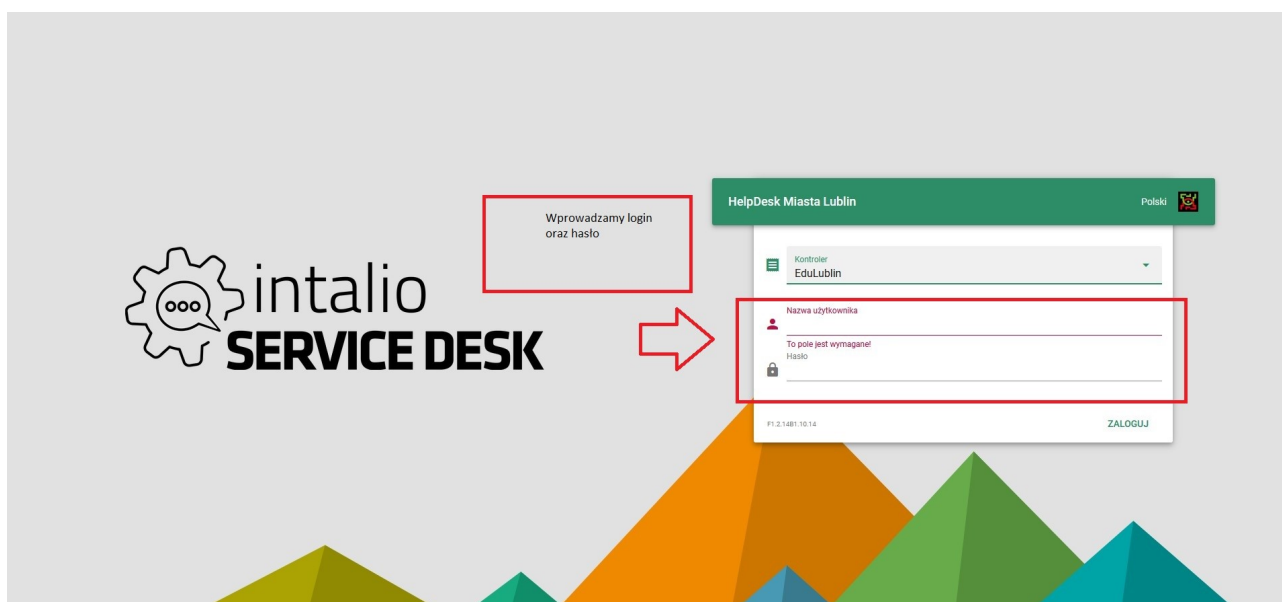 intalio
SERVICE DESK
Wprowadzamy login
oraz hasło
HelpDesk Miasta Lublin
Polski
Kontroler
EduLublin
Nazwa użytkownika
To pole jest wymagane!
Hasło
F1.2.1481.10.14
ZALOGUJ